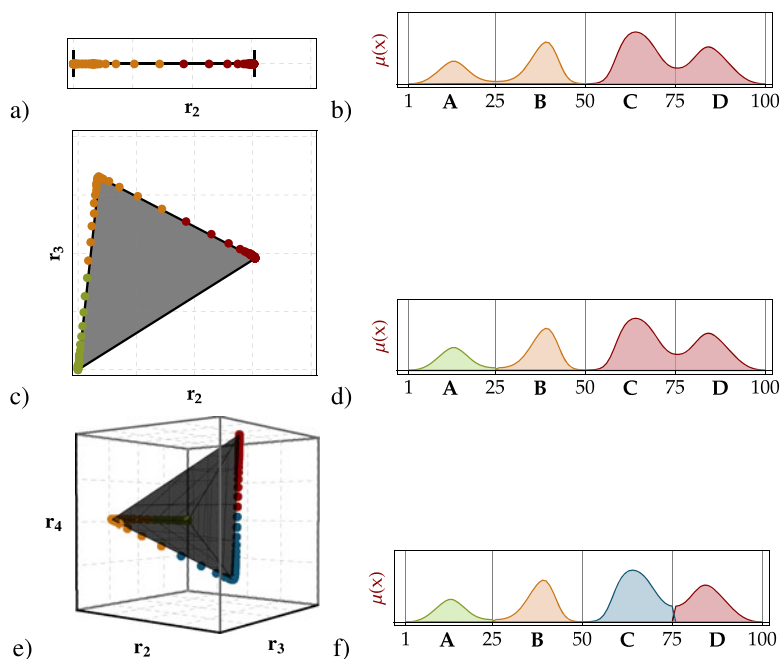 a)
r₂
b)
μ(x)
1 A 25 B 50 C 75 D 100
c)
r₃
r₂
d)
μ(x)
1 A 25 B 50 C 75 D 100
e)
r₄
r₂
r₃
f)
μ(x)
1 A 25 B 50 C 75 D 100